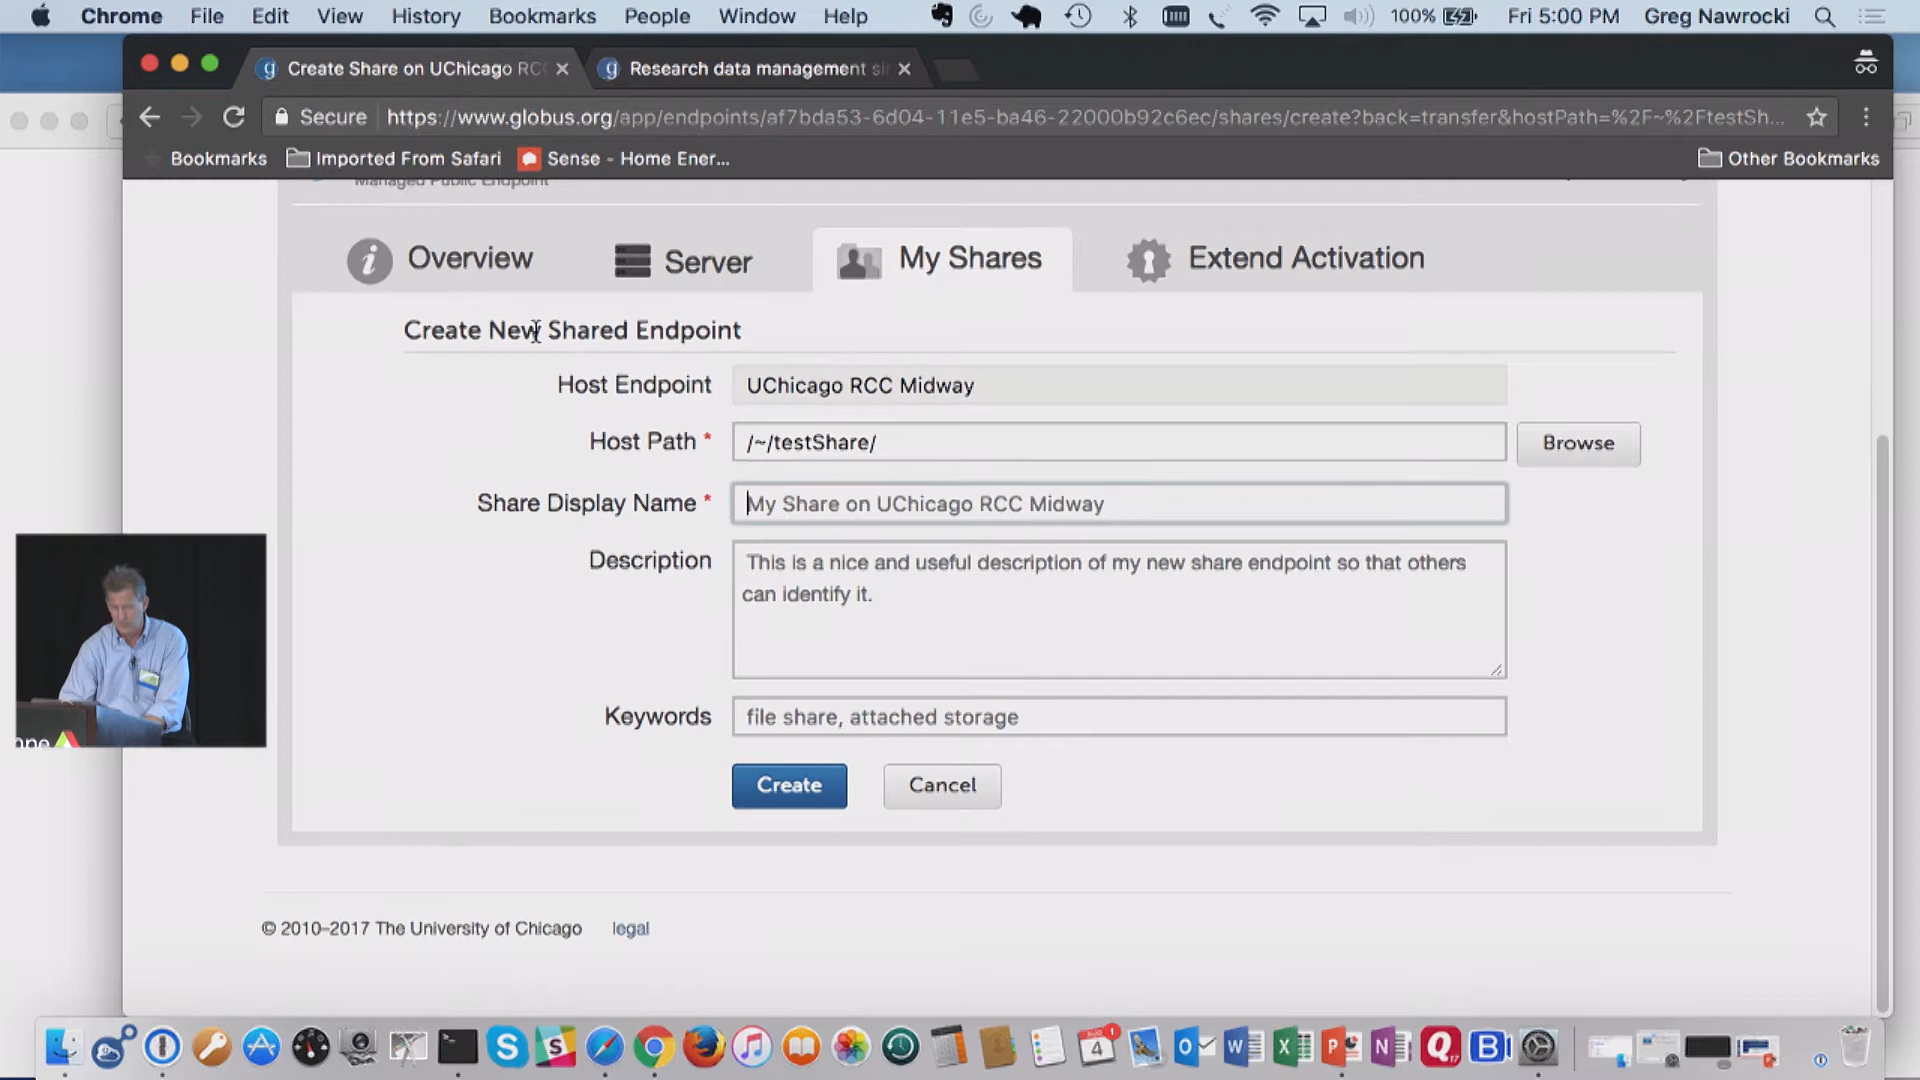 Chrome File Edit View History Bookmarks People Window Help 100% Fri 5:00 PM Greg Nawrocki
Create Share on UChicago RC
Research data management si
Secure https://www.globus.org/app/endpoints/af7bda53-6d04-11e5-ba46-22000b92c6ec/shares/create?back=transfer&hostPath=%2F~%2FtestSh...
Bookmarks Imported From Safari Sense - Home Ener... Other Bookmarks
Managed Public Endpoint
Overview Server My Shares Extend Activation
Create New Shared Endpoint
Host Endpoint UChicago RCC Midway
Host Path * /~/testShare/ Browse
Share Display Name * My Share on UChicago RCC Midway
Description This is a nice and useful description of my new share endpoint so that others
can identify it.
Keywords file share, attached storage
Create Cancel
© 2010–2017 The University of Chicago legal